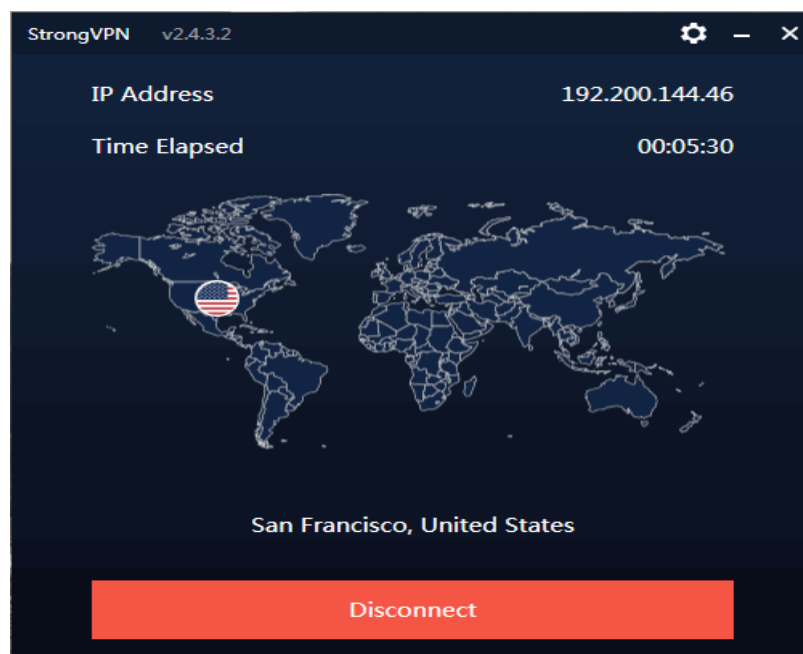 StrongVPN v2.4.3.2
IP Address 192.200.144.46
Time Elapsed 00:05:30
San Francisco, United States
Disconnect